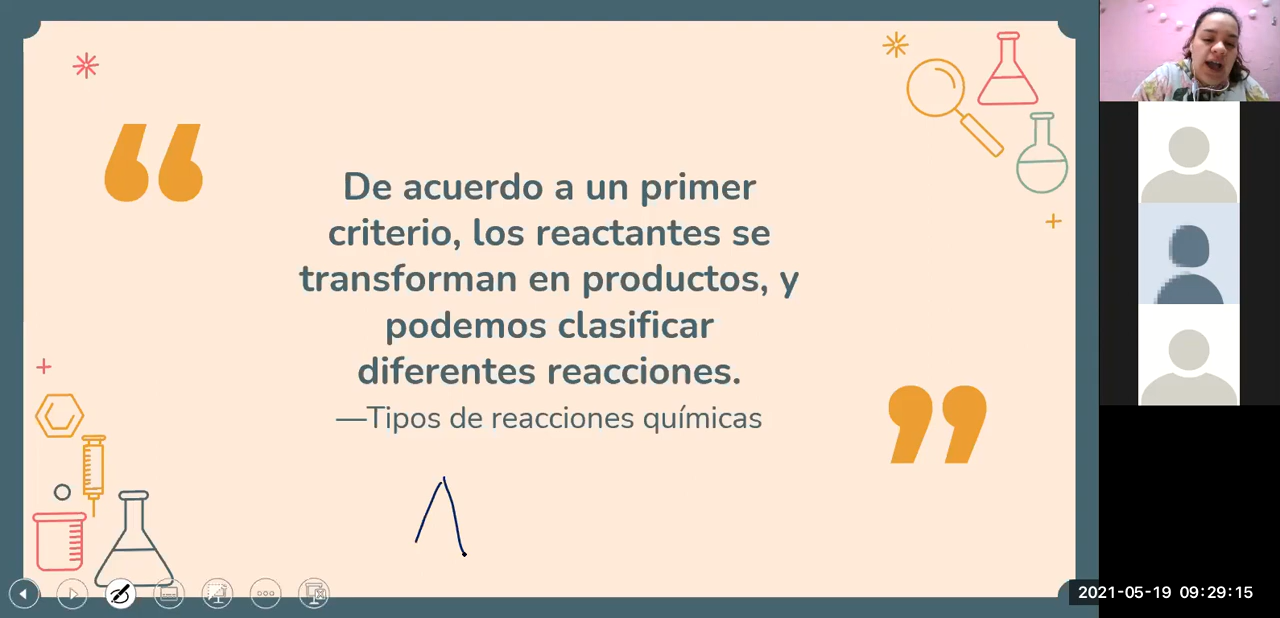 De acuerdo a un primer
criterio, los reactantes se
transforman en productos, y
podemos clasificar
diferentes reacciones.
—Tipos de reacciones químicas
2021-05-19 09:29:15